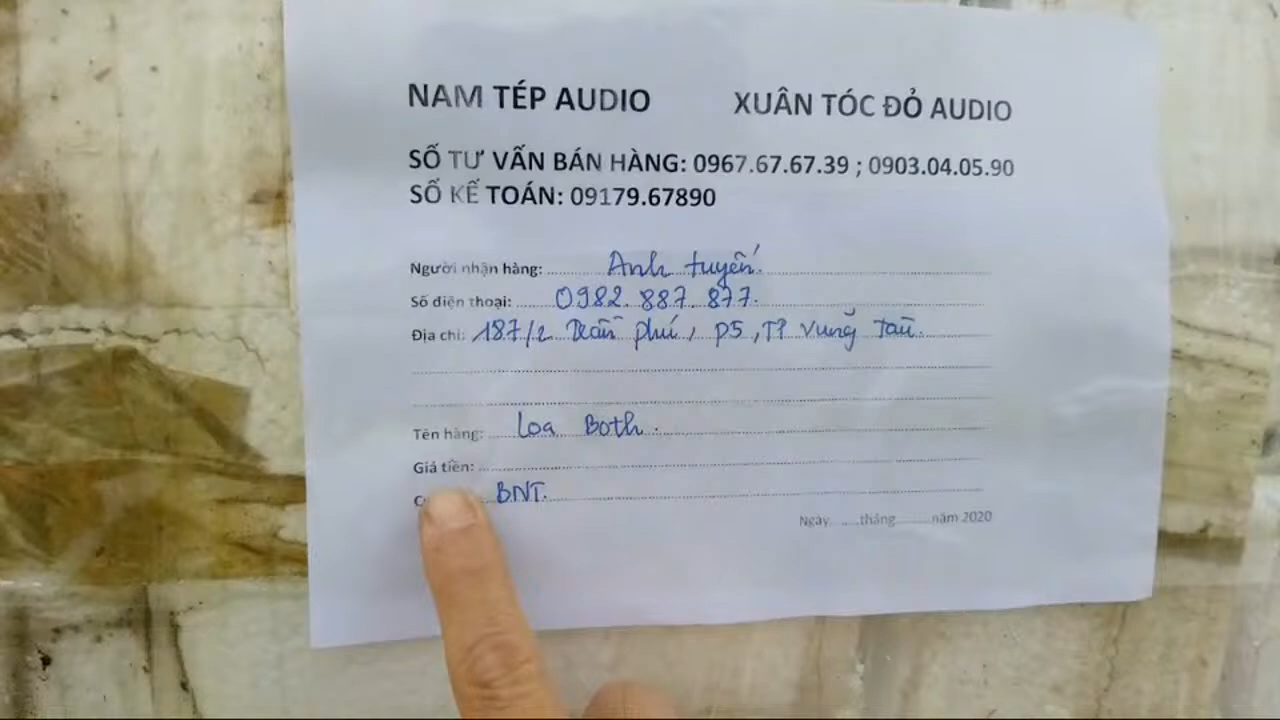 NAM TÉP AUDIO XUÂN TÓC ĐỎ AUDIO
SỐ TƯ VẤN BÁN HÀNG: 0967.67.67.39 ; 0903.04.05.90
SỐ KẾ TOÁN: 09179.67890
Người nhận hàng: Anh tuyến.
Số điện thoại: 0982.887.877.
Địa chỉ: 187/2 Trần phú, P5, TP Vũng Tàu.
Tên hàng: Loa Both.
Giá tiền:
BNT.
Ngày......tháng.........năm 2020